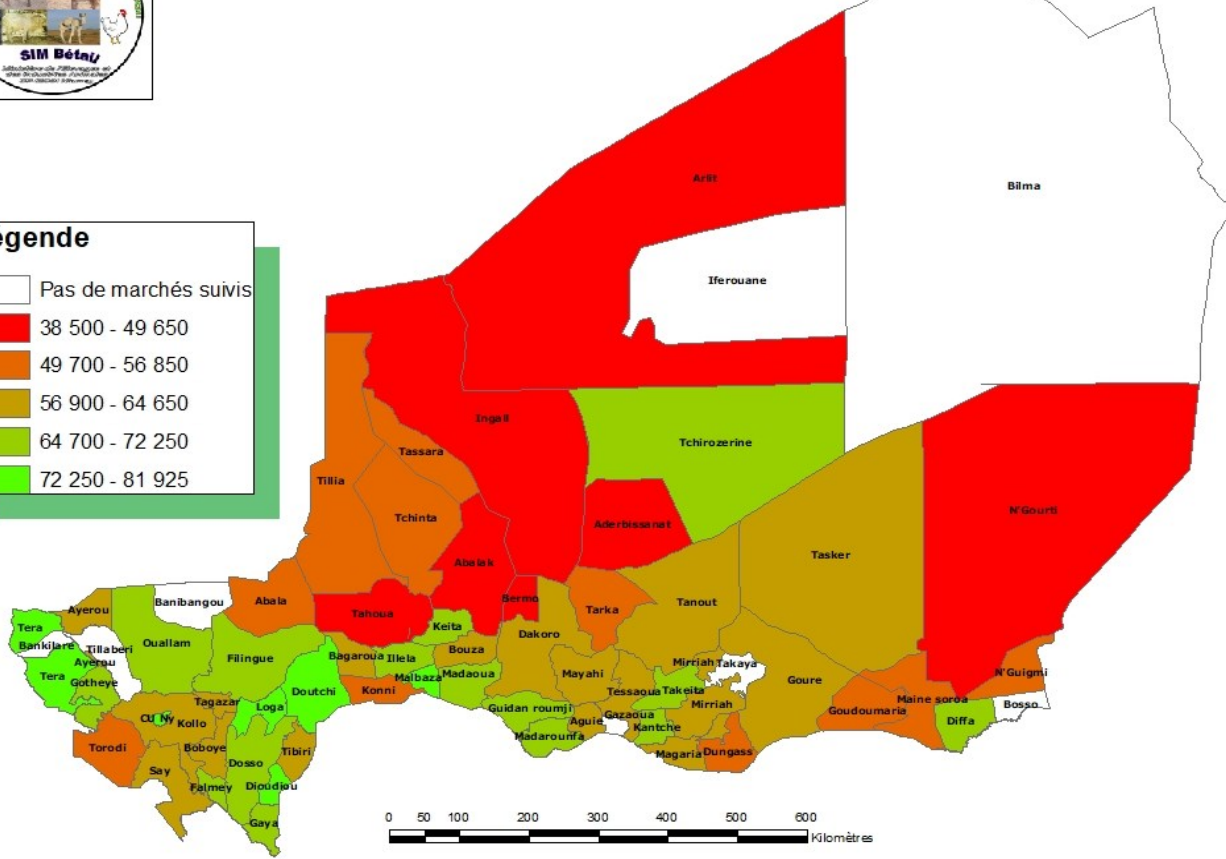 SIM Bétail
Arlit
Bilma
Iferouane
égende
Pas de marchés suivis
38 500 - 49 650
49 700 - 56 850
56 900 - 64 650
64 700 - 72 250
72 250 - 81 925
Ingall
Tchirozerine
Tassara
Tillia
Tchinta
Aderbissanat
N'Gourti
Tasker
Abalak
Banibangou
Abala
Bermo
Tahoua
Tarka
Tanout
Ayerou
Tera
Keita
Dakoro
Ouallam
Bankilare
Tillaberi
Bouza
Filingue
Bagaroua
Illela
Ayerou
Mirriah
Takaya
Tera
Gotheye
Malbaza
Madaoua
Mayahi
Goure
N'Guigmi
Doutchi
Konni
Tessaoua
Takeita
Maine soroa
Tagazar
Loga
Guidan roumji
Gazaoua
Mirriah
Goudoumaria
Bosso
CU Ny
Kollo
Aguie
Kantche
Diffa
Madarounfa
Torodi
Boboye
Tibiri
Magaria
Dungass
Say
Dosso
Falmey
Dioudiou
Gaya
0 50 100 200 300 400 500 600
Kilomètres